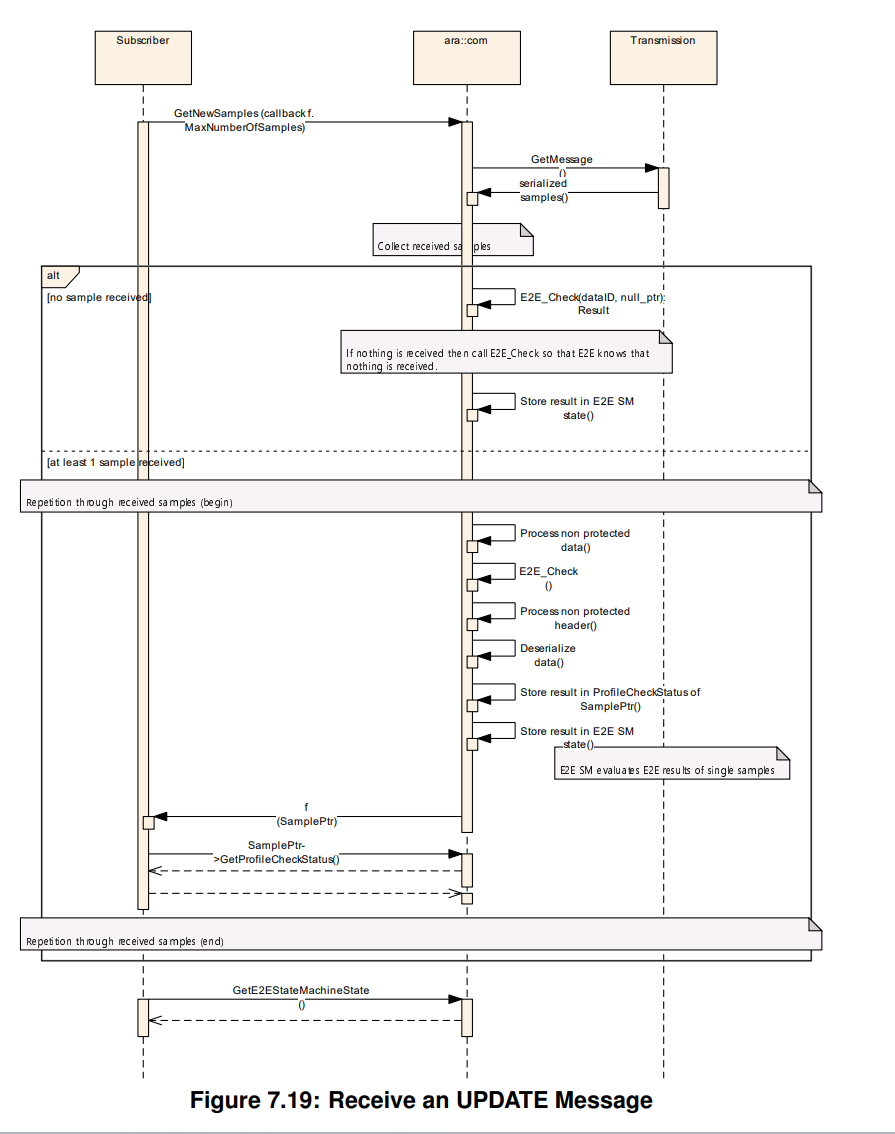 Subscriber
ara::com
Transmission
GetNewSamples (callback f.
MaxNumberOfSamples)
GetMessage
()
serialized
samples()
Collect received samples
alt
[no sample received]
E2E_Check(dataID, null_ptr):
Result
If nothing is received then call E2E_Check so that E2E knows that
nothing is received.
Store result in E2E SM
state()
[at least 1 sample received]
Repetition through received samples (begin)
Process non protected
data()
E2E_Check
()
Process non protected
header()
Deserialize
data()
Store result in ProfileCheckStatus of
SamplePtr()
Store result in E2E SM
state()
E2E SM evaluates E2E results of single samples
f
(SamplePtr)
SamplePtr-
>GetProfileCheckStatus()
Repetition through received samples (end)
GetE2EStateMachineState
()
Figure 7.19: Receive an UPDATE Message